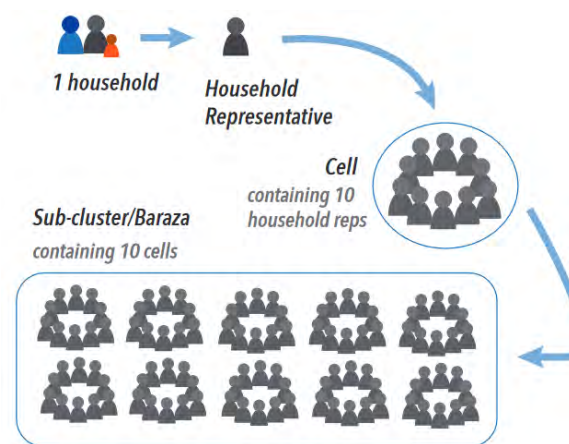 1 household
Household
Representative
Cell
containing 10
household reps
Sub-cluster/Baraza
containing 10 cells